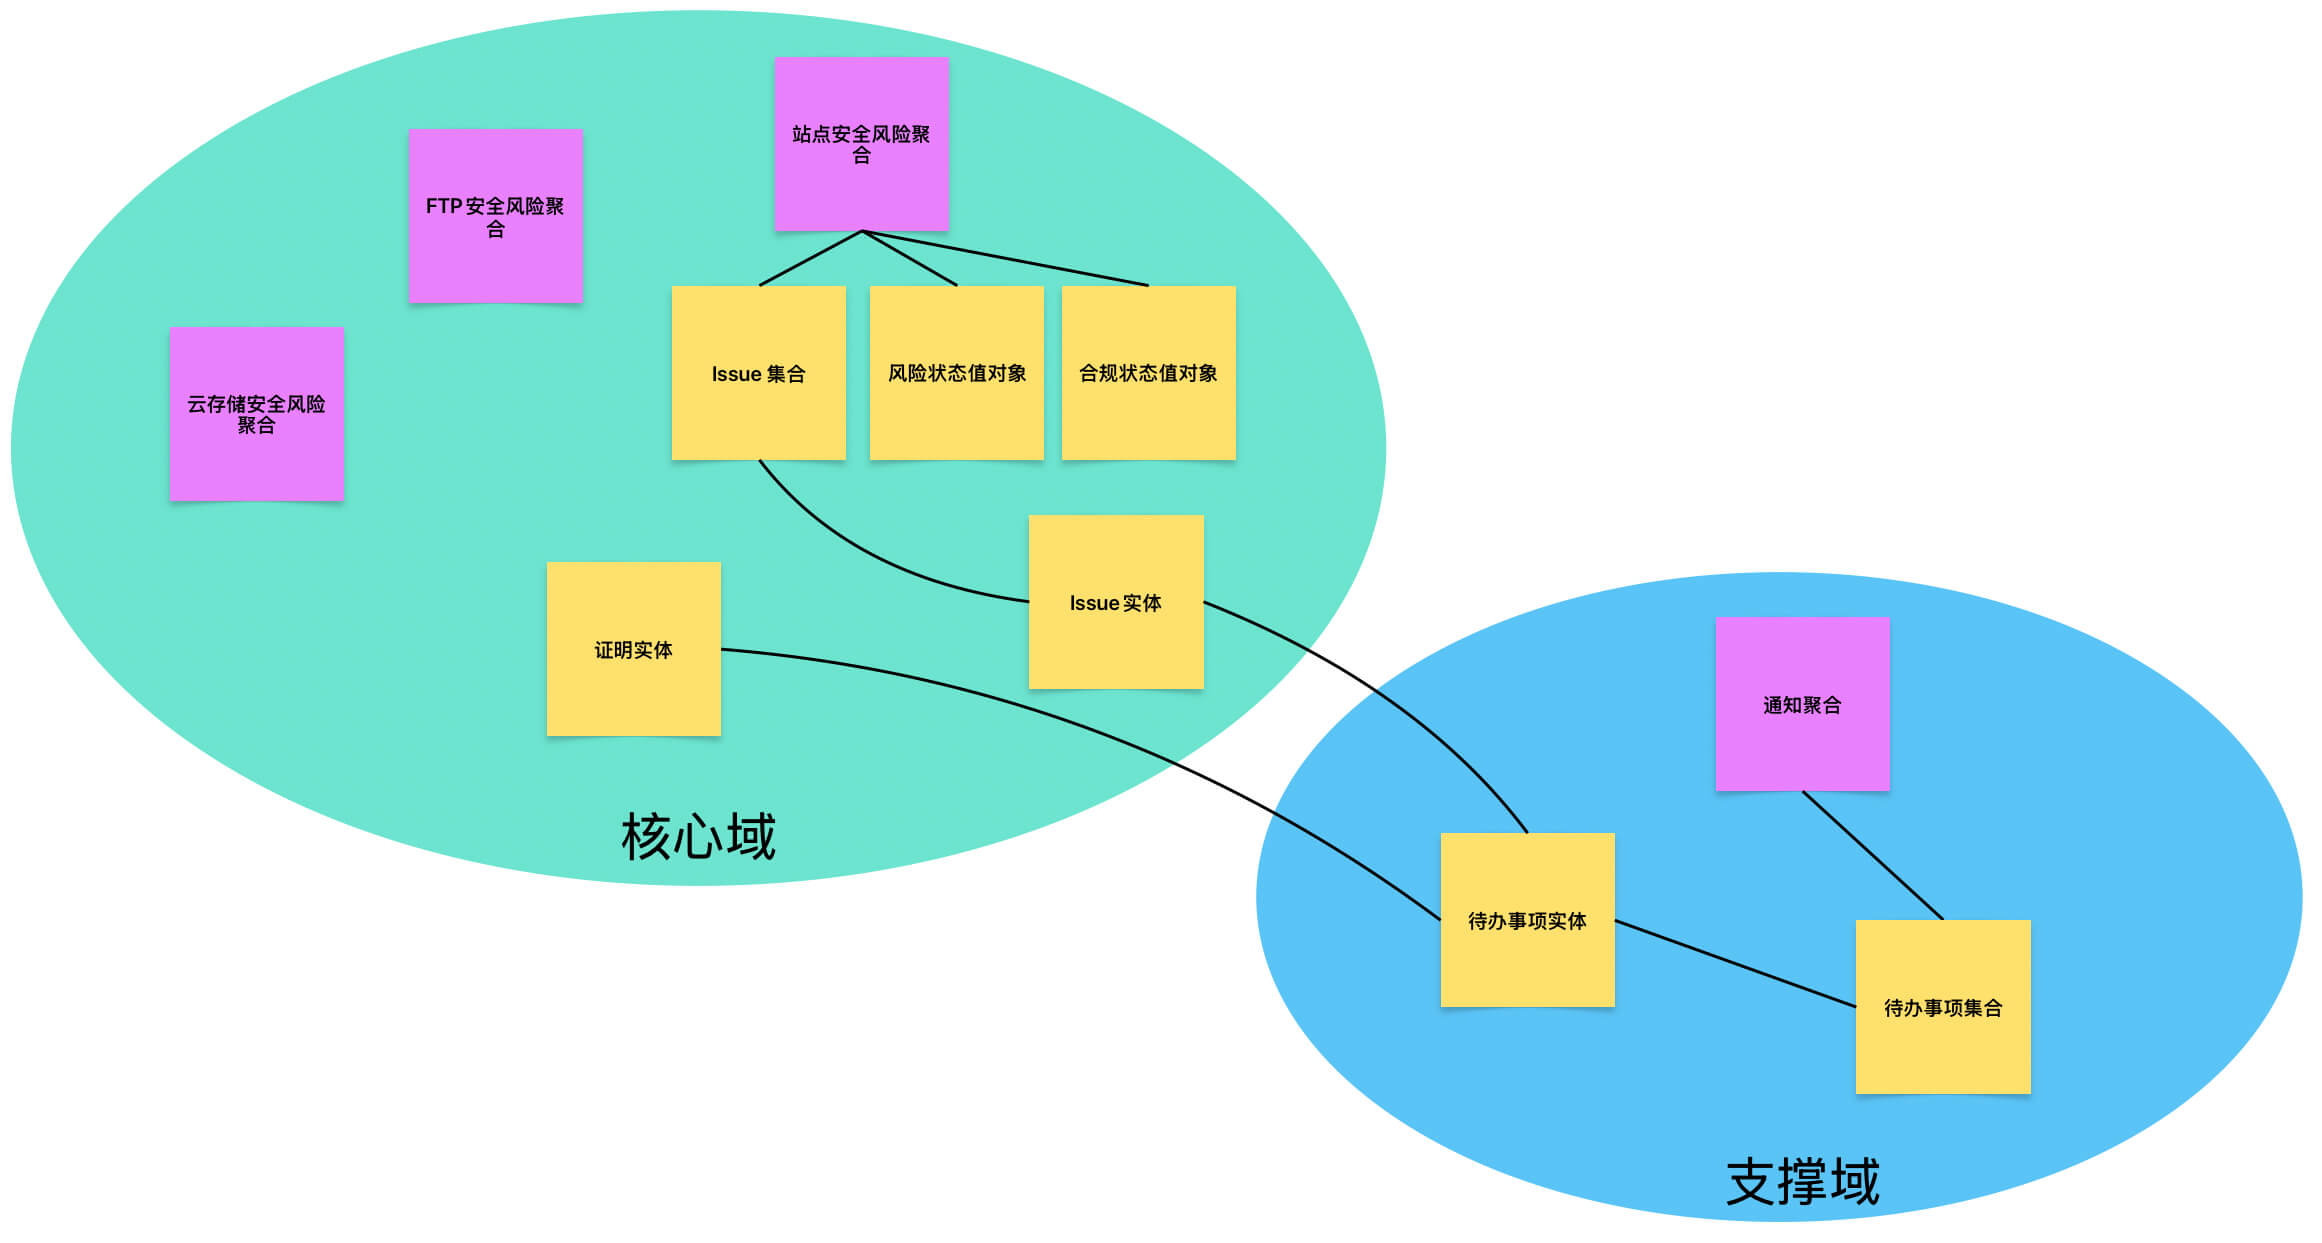 站点安全风险聚
合
FTP 安全风险聚
合
云存储安全风险
聚合
Issue 集合
风险状态值对象
合规状态值对象
Issue 实体
证明实体
核心域
通知聚合
待办事项实体
待办事项集合
支撑域